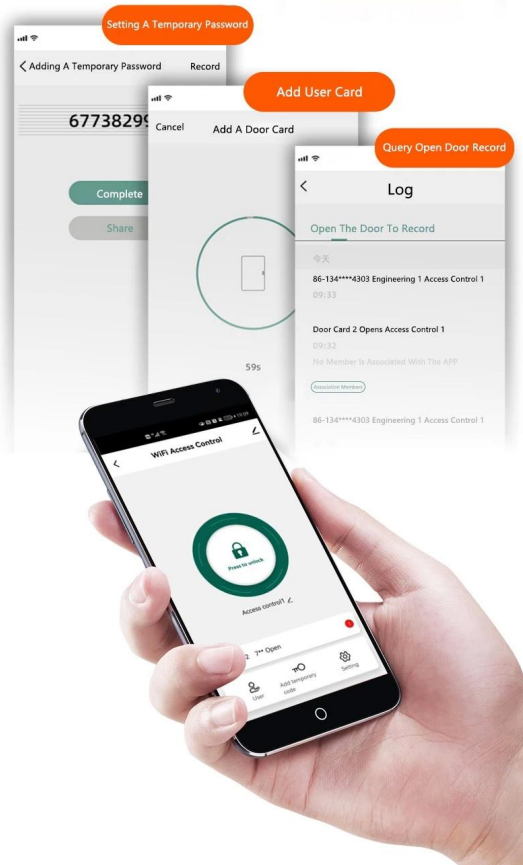 Setting A Temporary Password
Adding A Temporary Password Record
67738299
Complete
Share
Add User Card
Cancel Add A Door Card
59s
Query Open Door Record
Log
Open The Door To Record
今天
86-134****4303 Engineering 1 Access Control 1
09:33
Door Card 2 Opens Access Control 1
09:32
No Member Is Associated With The APP
Association Members
86-134****4303 Engineering 1 Access Control 1
19:09
WiFi Access Control
Press to unlock
Access control1
2 7** Open
User
Add temporary
code
Setting